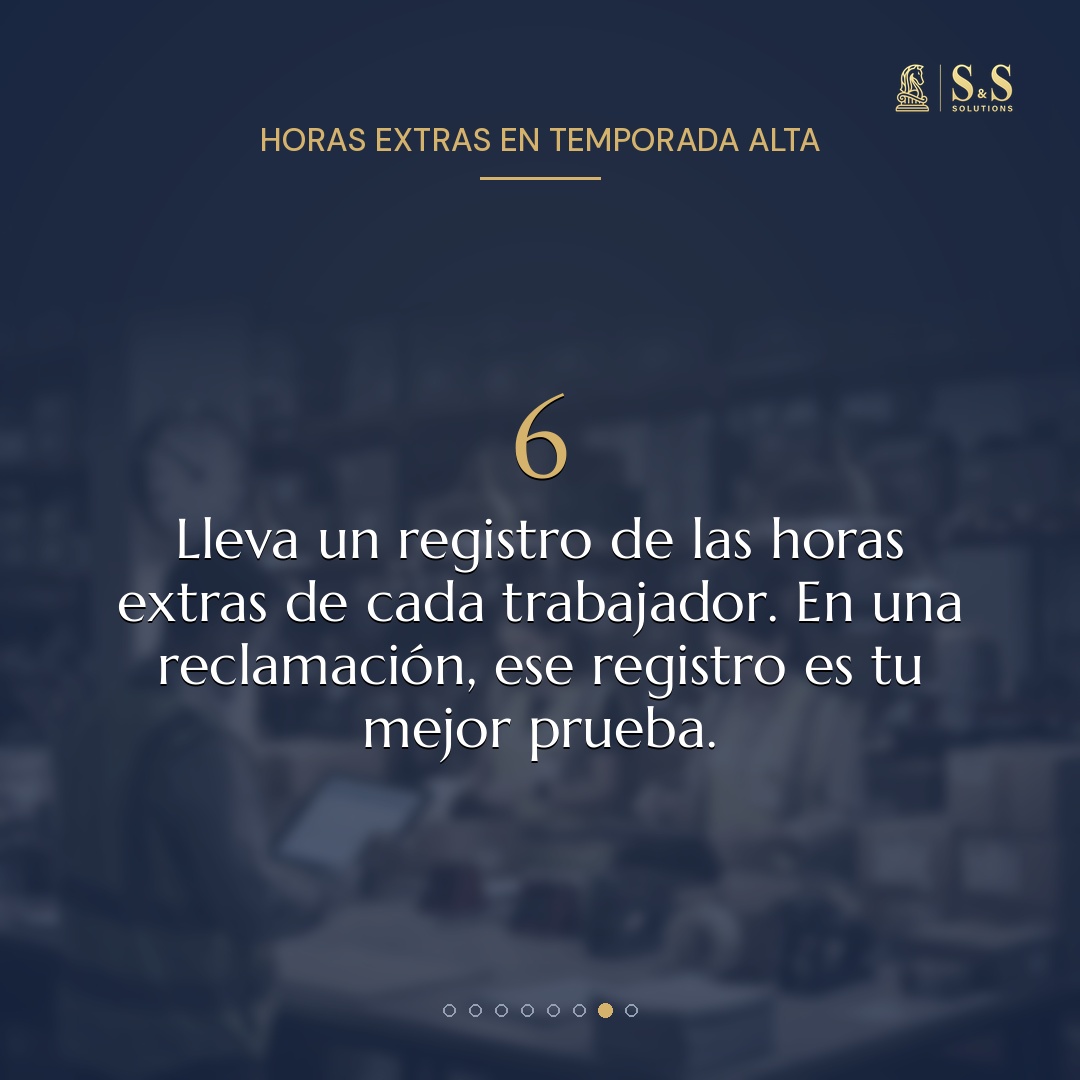 S&S
SOLUTIONS
HORAS EXTRAS EN TEMPORADA ALTA
6
Lleva un registro de las horas
extras de cada trabajador. En una
reclamación, ese registro es tu
mejor prueba.